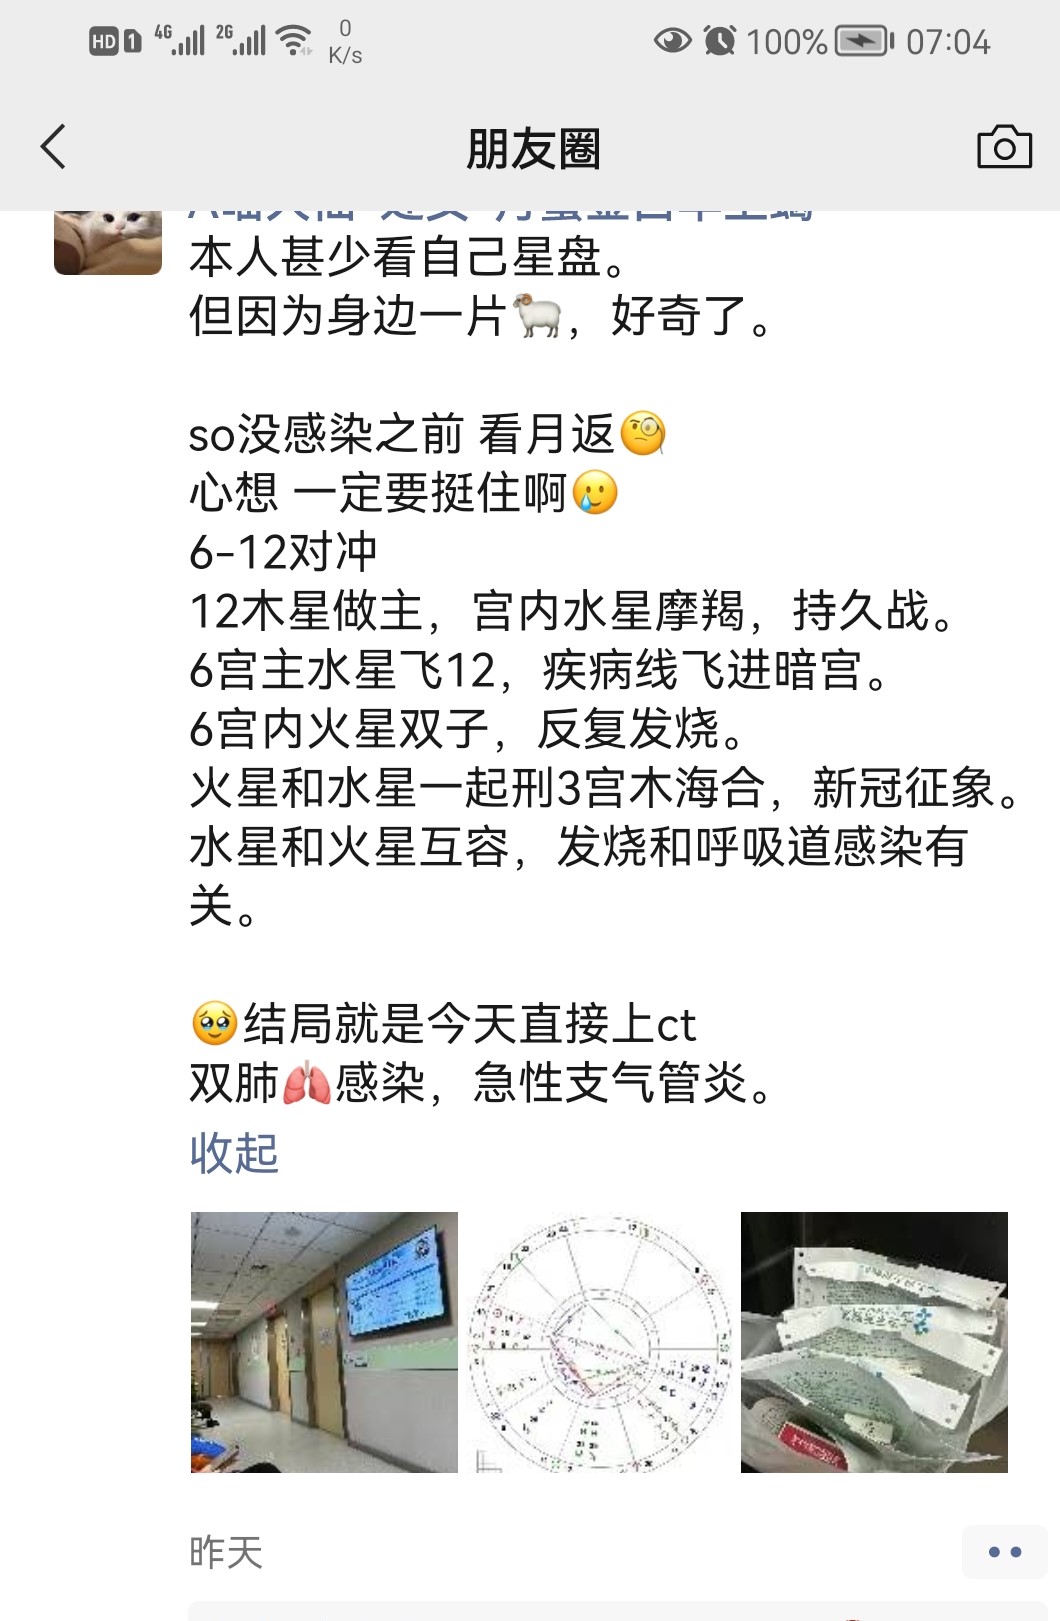 HD 1 4G 2G 0 K/s 100% 07:04
朋友圈
本人甚少看自己星盘。
但因为身边一片🐏，好奇了。
so没感染之前 看月返🧐
心想 一定要挺住啊🥲
6-12对冲
12木星做主，宫内水星摩羯，持久战。
6宫主水星飞12，疾病线飞进暗宫。
6宫内火星双子，反复发烧。
火星和水星一起刑3宫木海合，新冠征象。
水星和火星互容，发烧和呼吸道感染有
关。
🥹结局就是今天直接上ct
双肺🫁感染，急性支气管炎。
收起
昨天